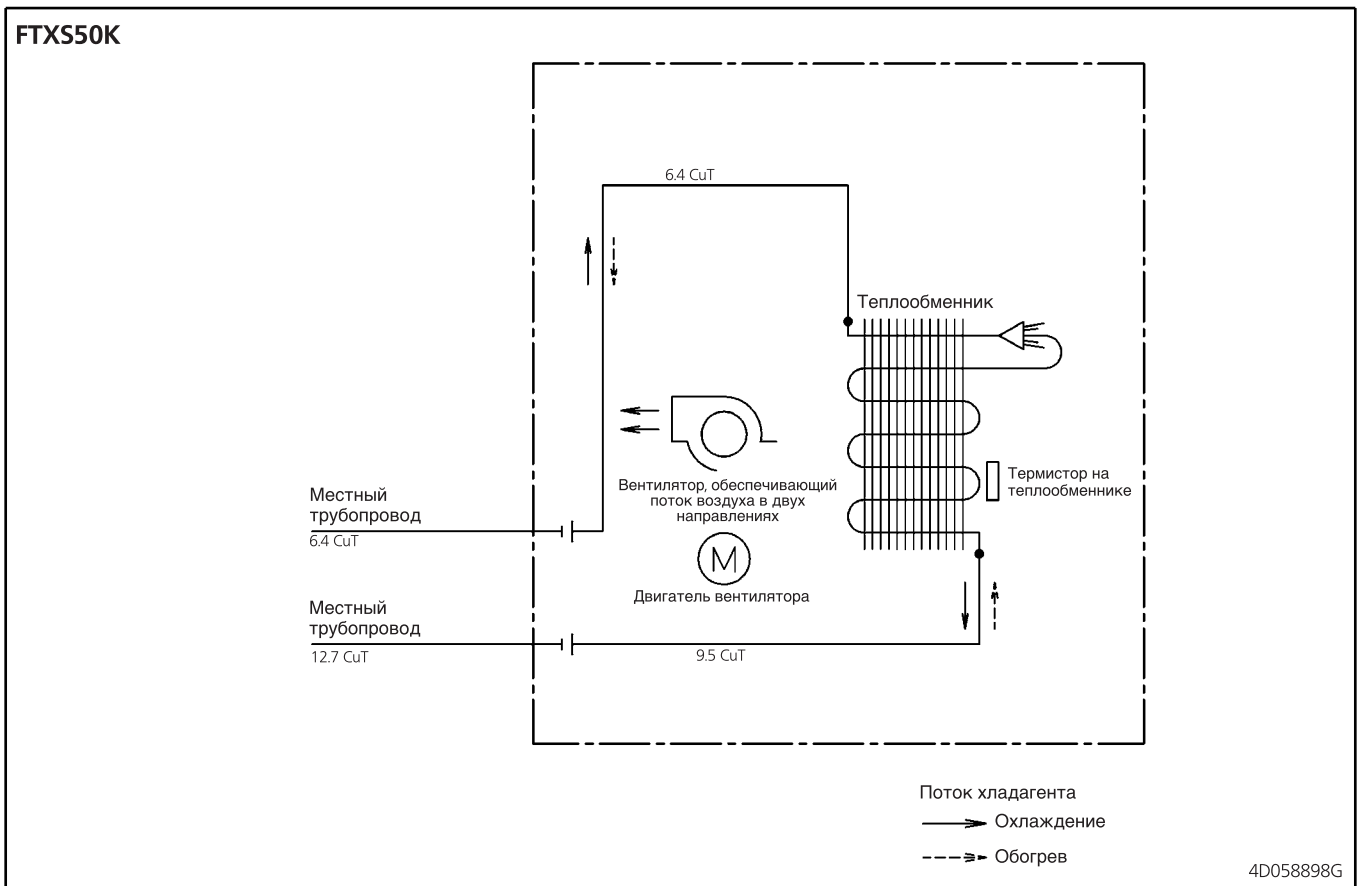 FTXS50K
6.4 CuT
Теплообменник
Вентилятор, обеспечивающий
поток воздуха в двух
направлениях
Термистор на
теплообменнике
Местный
трубопровод
6.4 CuT
M
Двигатель вентилятора
Местный
трубопровод
12.7 CuT
9.5 CuT
Поток хладагента
Охлаждение
Обогрев
4D058898G